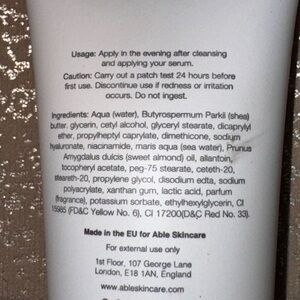 Usage: Apply in the evening after cleansing
and applying your serum.
Caution: Carry out a patch test 24 hours before
first use. Discontinue use if redness or irritation
occurs. Do not ingest.
Ingredients: Aqua (water), Butyrospermum Parkii (shea)
butter, glycerin, cetyl alcohol, glyceryl stearate, dicaprylyl
ether, propylheptyl caprylate, dimethicone, sodium
hyaluronate, niacinamide, maris aqua (sea water), Prunus
Amygdalus dulcis (sweet almond) oil, allantoin,
tocopheryl acetate, peg-75 stearate, ceteth-20,
steareth-20, propylene glycol, disodium edta, sodium
polyacrylate, xanthan gum, lactic acid, parfum
(fragrance), potassium sorbate, ethylhexylglycerin, CI
15985 (FD&C Yellow No. 6), CI 17200(D&C Red No. 33).
Made in the EU for Able Skincare
For external use only
1st Floor, 107 George Lane
London, E18 1AN, England
www.ableskincare.com